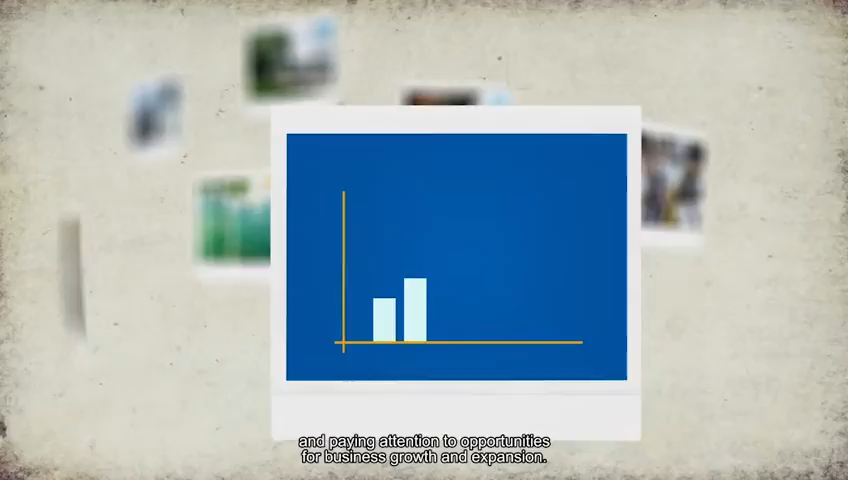 and paying attention to opportunities
for business growth and expansion.